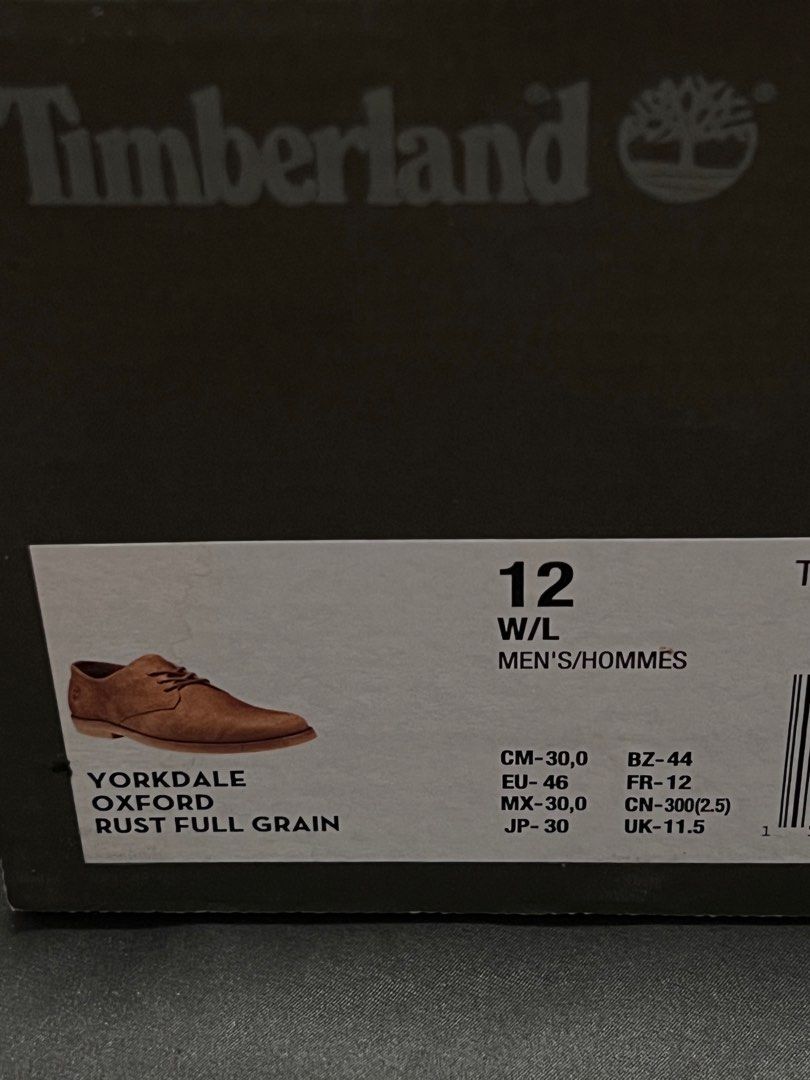 Timberland
12
W/L
MEN'S/HOMMES
YORKDALE
OXFORD
RUST FULL GRAIN
CM-30,0 BZ-44
EU- 46 FR-12
MX-30,0 CN-300(2.5)
JP- 30 UK-11.5
T
1